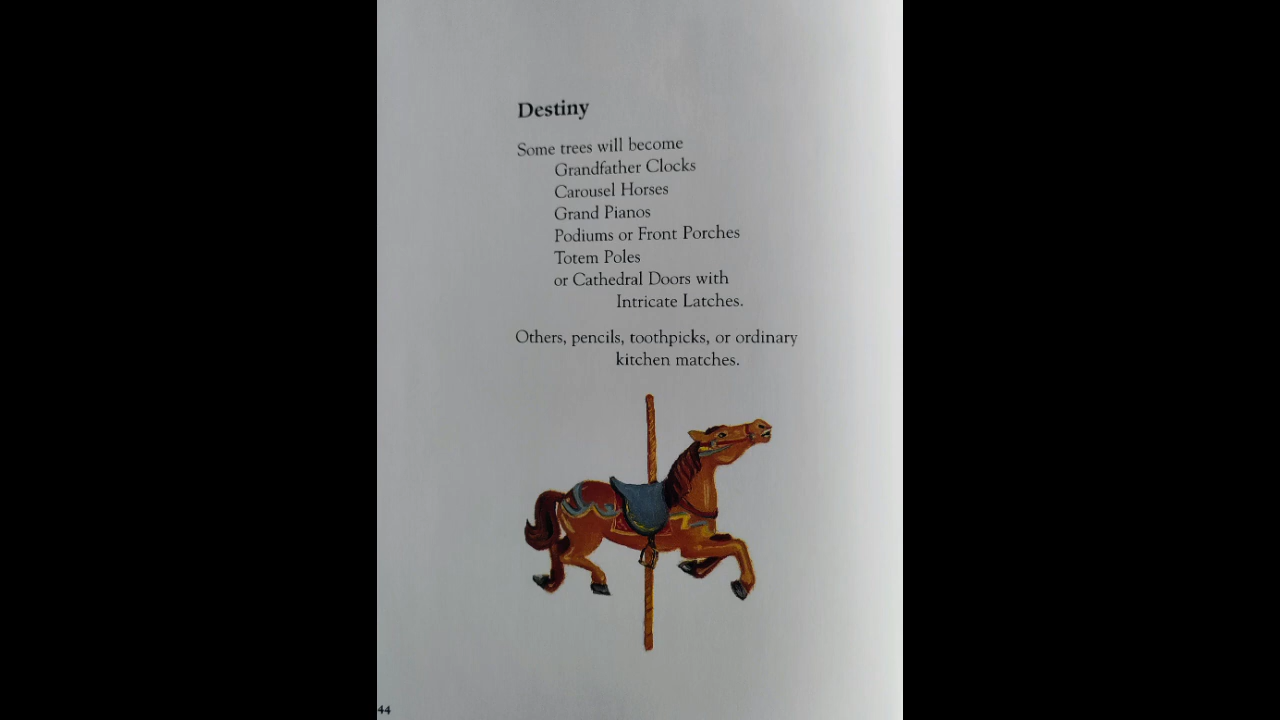 Destiny
Some trees will become
Grandfather Clocks
Carousel Horses
Grand Pianos
Podiums or Front Porches
Totem Poles
or Cathedral Doors with
Intricate Latches.
Others, pencils, toothpicks, or ordinary
kitchen matches.
44